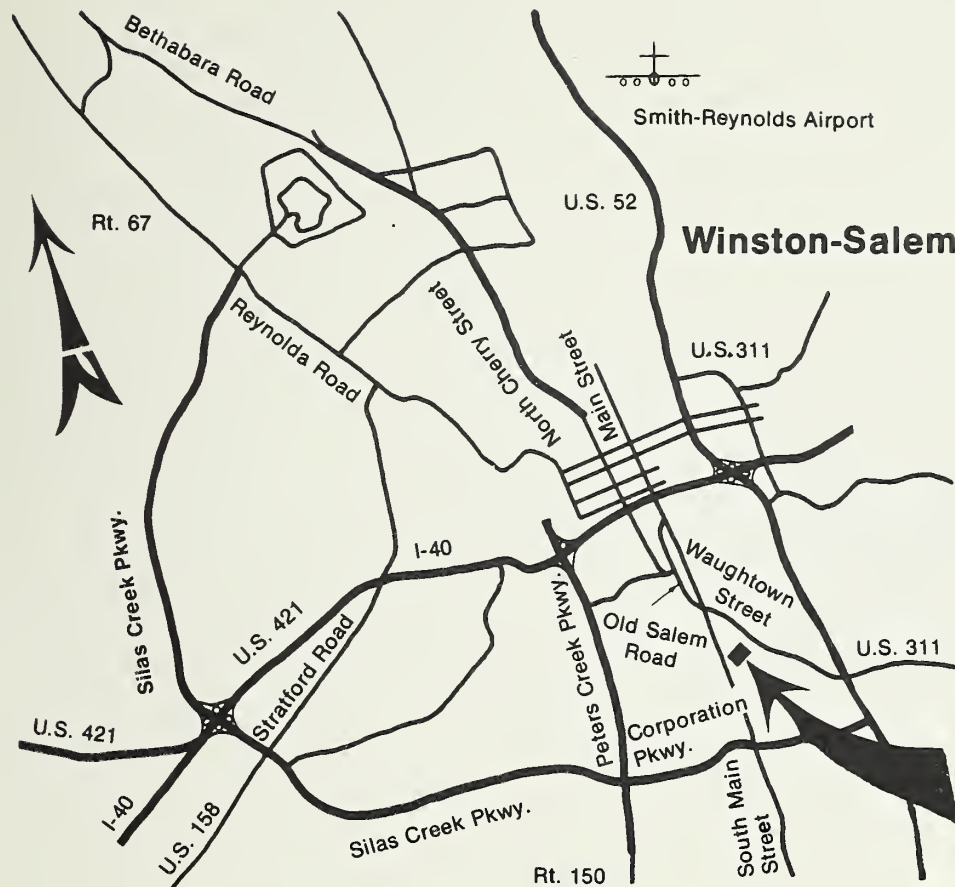 Bethabara Road
Smith-Reynolds Airport
Rt. 67
U.S. 52
Winston-Salem
Reynolda Road
North Cherry Street
Main Street
U.S. 311
Silas Creek Pkwy.
I-40
U.S. 421
Stratford Road
Peters Creek Pkwy.
Waughtown
Street
Old Salem
Road
U.S. 311
U.S. 421
Corporation
Pkwy.
I-40
U.S. 158
Silas Creek Pkwy.
South Main
Street
Rt. 150